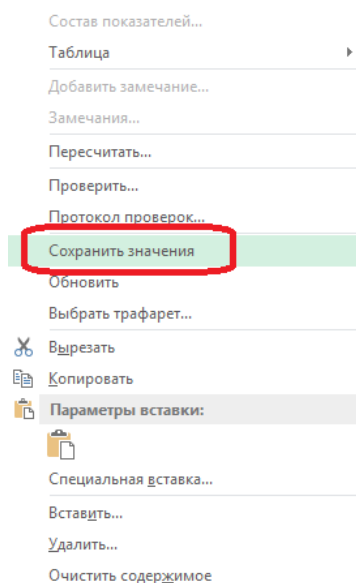 Состав показателей...
Таблица
Добавить замечание...
Замечания...
Пересчитать...
Проверить...
Протокол проверок...
Сохранить значения
Обновить
Выбрать трафарет...
Вырезать
Копировать
Параметры вставки:
Специальная вставка...
Вставить...
Удалить...
Очистить содержимое